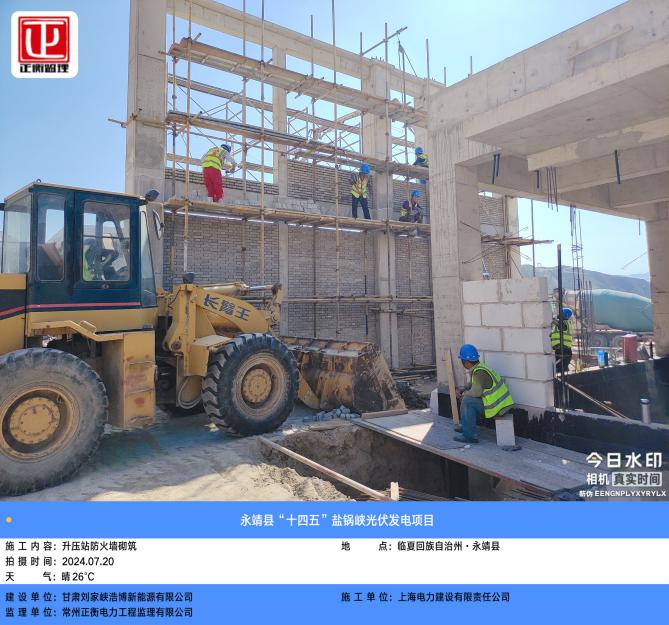 正衡监理
长臂王
今日水印
相机 真实时间
防伪 EENGNPLYXYRYLX
永靖县“十四五”盐锅峡光伏发电项目
施工内容：升压站防火墙砌筑
地 点：临夏回族自治州·永靖县
拍摄时间：2024.07.20
天 气：晴 26℃
建设单位：甘肃刘家峡浩博新能源有限公司
施工单位：上海电力建设有限责任公司
监理单位：常州正衡电力工程监理有限公司